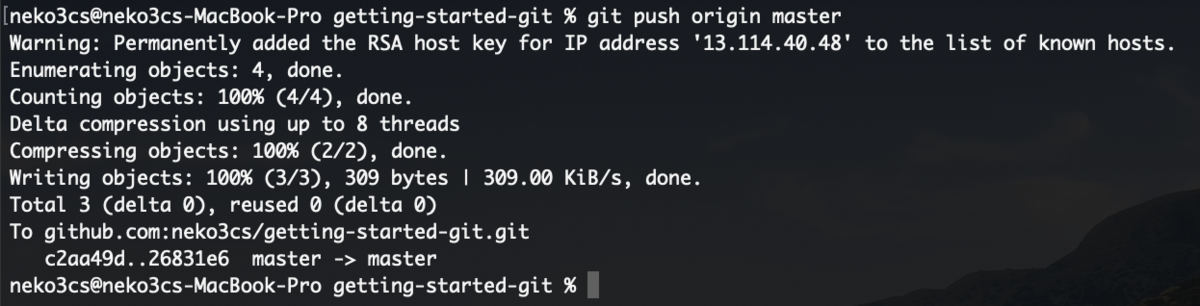 [neko3cs@neko3cs-MacBook-Pro getting-started-git % git push origin master
Warning: Permanently added the RSA host key for IP address '13.114.40.48' to the list of known hosts.
Enumerating objects: 4, done.
Counting objects: 100% (4/4), done.
Delta compression using up to 8 threads
Compressing objects: 100% (2/2), done.
Writing objects: 100% (3/3), 309 bytes | 309.00 KiB/s, done.
Total 3 (delta 0), reused 0 (delta 0)
To github.com:neko3cs/getting-started-git.git
   c2aa49d..26831e6  master -> master
neko3cs@neko3cs-MacBook-Pro getting-started-git %